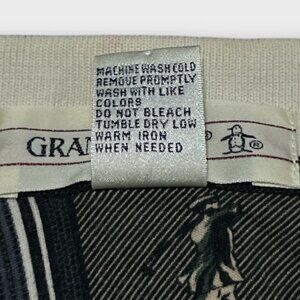 MACHINE WASH COLD
REMOVE PROMPTLY
WASH WITH LIKE
COLORS
DO NOT BLEACH
TUMBLE DRY LOW
WARM IRON
WHEN NEEDED
GRAN
®
®